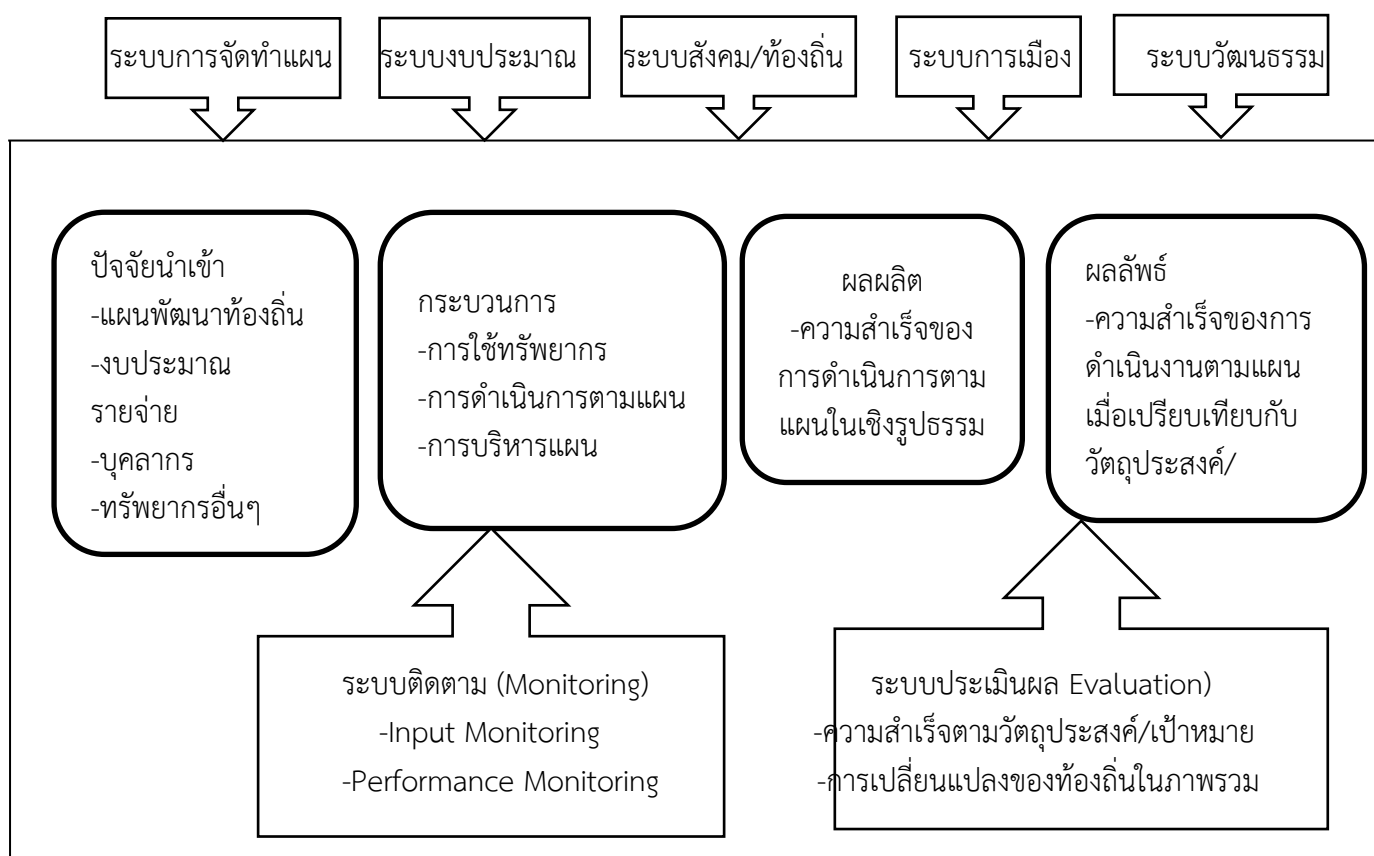 ระบบการจัดทำแผน
ระบบงบประมาณ
ระบบสังคม/ท้องถิ่น
ระบบการเมือง
ระบบวัฒนธรรม
ปัจจัยนำเข้า
-แผนพัฒนาท้องถิ่น
-งบประมาณ
รายจ่าย
-บุคลากร
-ทรัพยากรอื่นๆ
กระบวนการ
-การใช้ทรัพยากร
-การดำเนินการตามแผน
-การบริหารแผน
ผลผลิต
-ความสำเร็จของ
การดำเนินการตาม
แผนในเชิงรูปธรรม
ผลลัพธ์
-ความสำเร็จของการ
ดำเนินงานตามแผน
เมื่อเปรียบเทียบกับ
วัตถุประสงค์/
ระบบติดตาม (Monitoring)
-Input Monitoring
-Performance Monitoring
ระบบประเมินผล Evaluation)
-ความสำเร็จตามวัตถุประสงค์/เป้าหมาย
-การเปลี่ยนแปลงของท้องถิ่นในภาพรวม